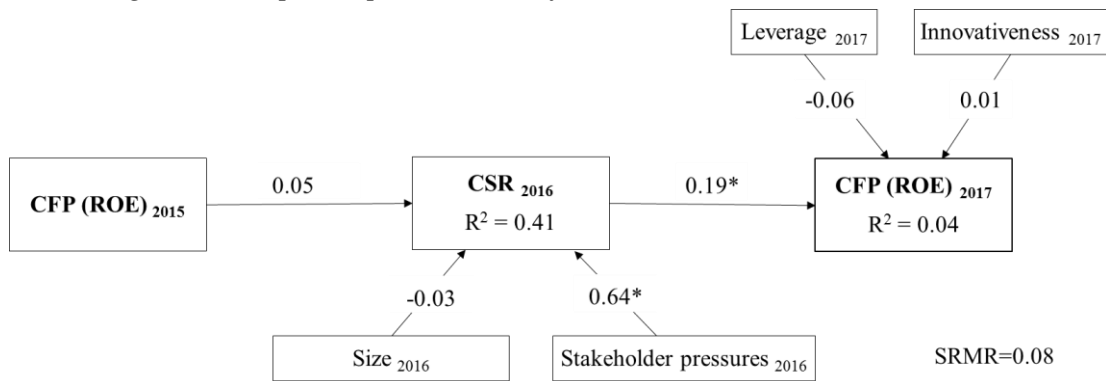 Leverage 2017
Innovativeness 2017
-0.06
0.01
CFP (ROE) 2015
0.05
CSR 2016
R² = 0.41
0.19*
CFP (ROE) 2017
R² = 0.04
-0.03
0.64*
Size 2016
Stakeholder pressures 2016
SRMR=0.08